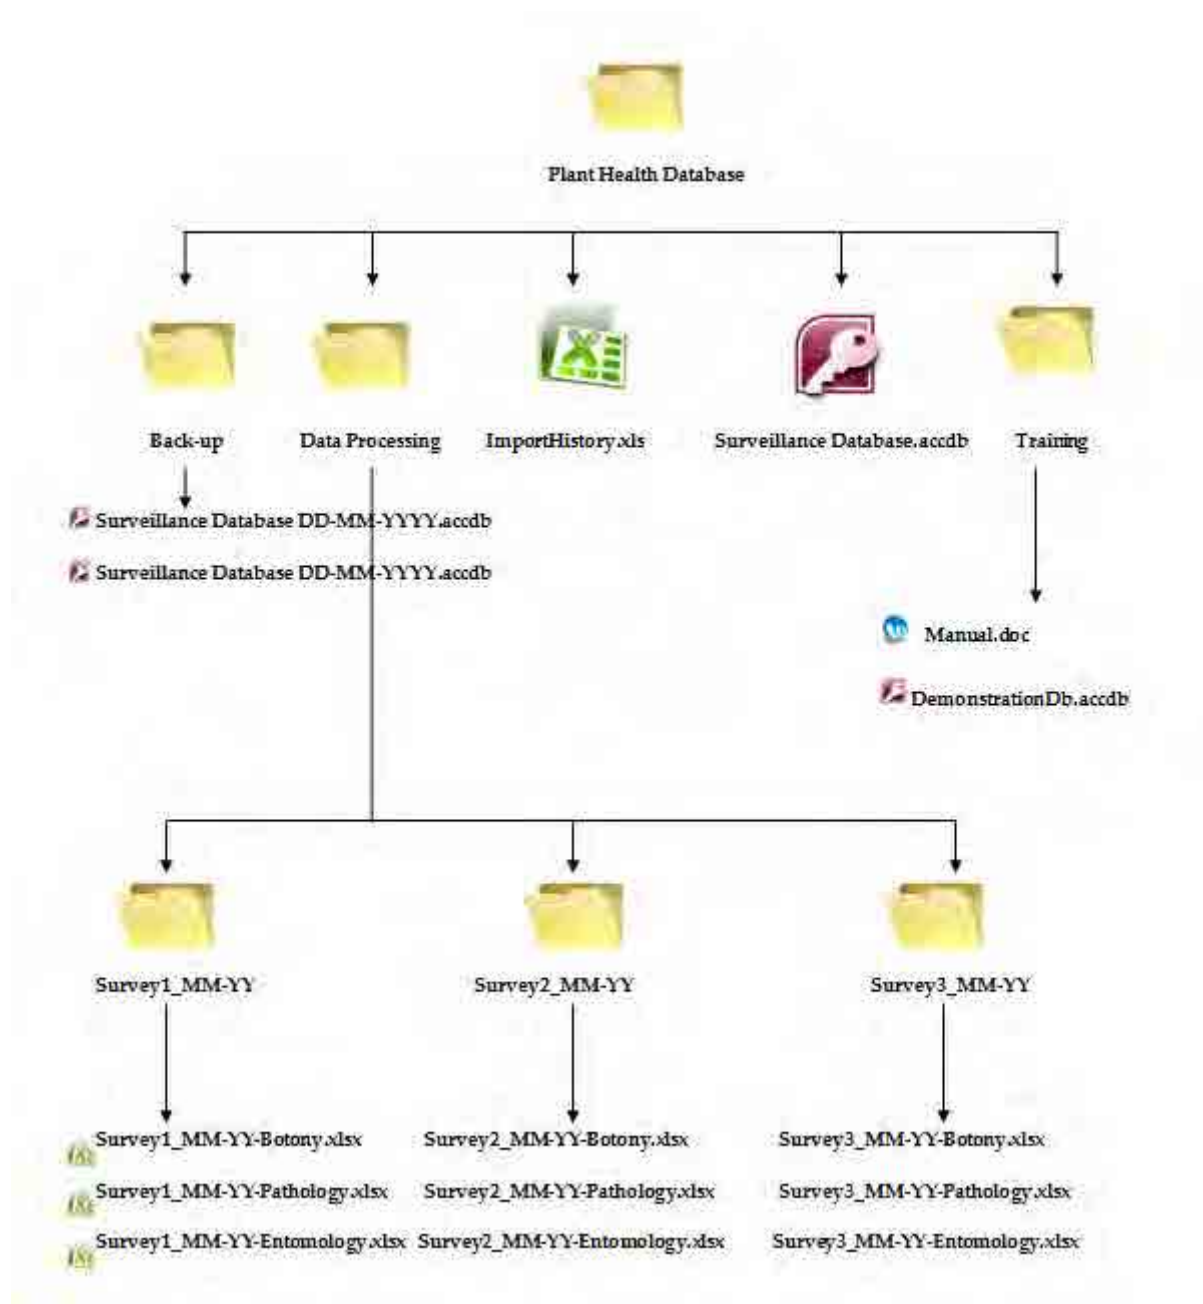 Plant Health Database
Back-up
Data Processing
ImportHistory.xls
Surveillance Database.accdb
Training
Surveillance Database DD-MM-YYYY.accdb
Surveillance Database DD-MM-YYYY.accdb
Manual.doc
DemonstrationDb.accdb
Survey1_MM-YY
Survey2_MM-YY
Survey3_MM-YY
Survey1_MM-YY-Botony.xlsx
Survey2_MM-YY-Botony.xlsx
Survey3_MM-YY-Botony.xlsx
Survey1_MM-YY-Pathology.xlsx
Survey2_MM-YY-Pathology.xlsx
Survey3_MM-YY-Pathology.xlsx
Survey1_MM-YY-Entomology.xlsx
Survey2_MM-YY-Entomology.xlsx
Survey3_MM-YY-Entomology.xlsx